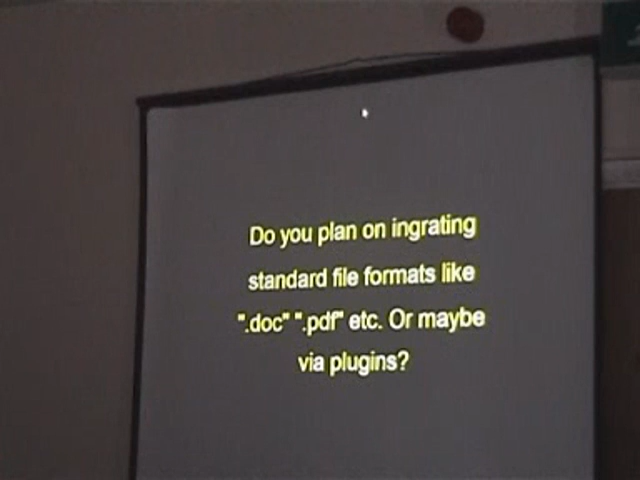 Do you plan on ingrating
standard file formats like
".doc" ".pdf" etc. Or maybe
via plugins?